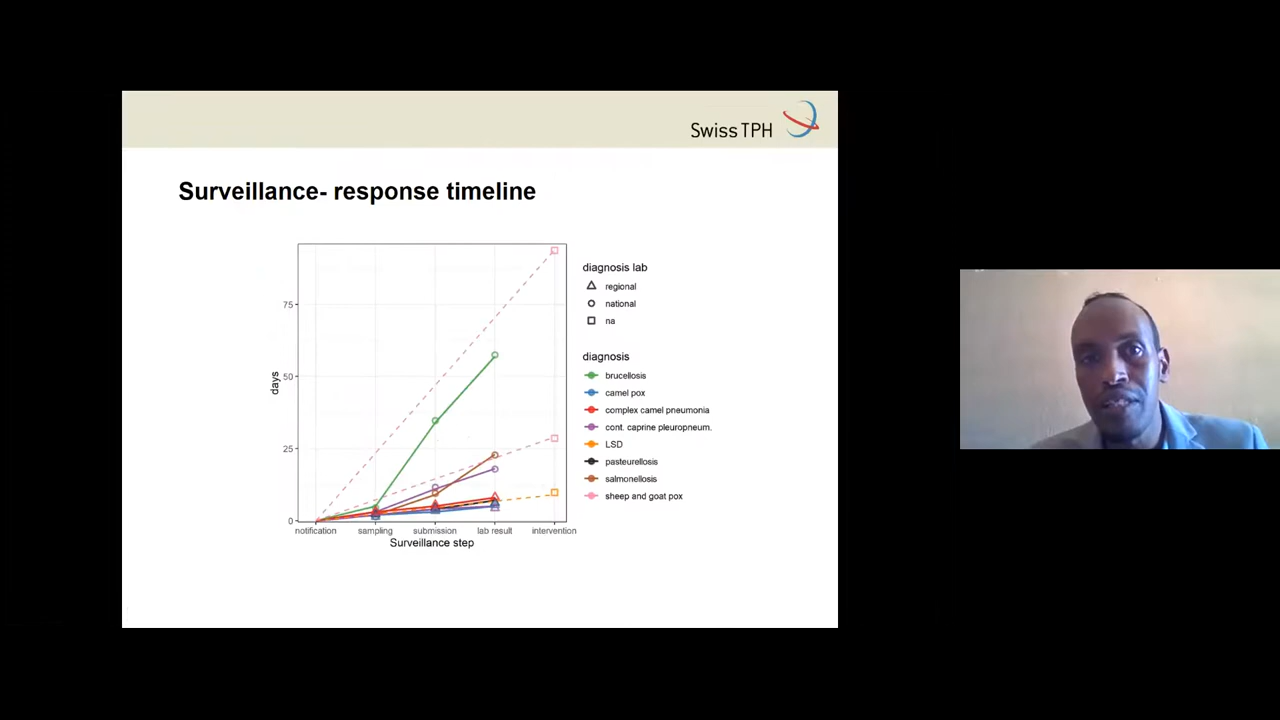 Swiss TPH
Surveillance- response timeline
diagnosis lab
regional
national
na
diagnosis
brucellosis
camel pox
complex camel pneumonia
cont. caprine pleuropneum.
LSD
pasteurellosis
salmonellosis
sheep and goat pox
days
75
50
25
0
notification sampling submission lab result intervention
Surveillance step